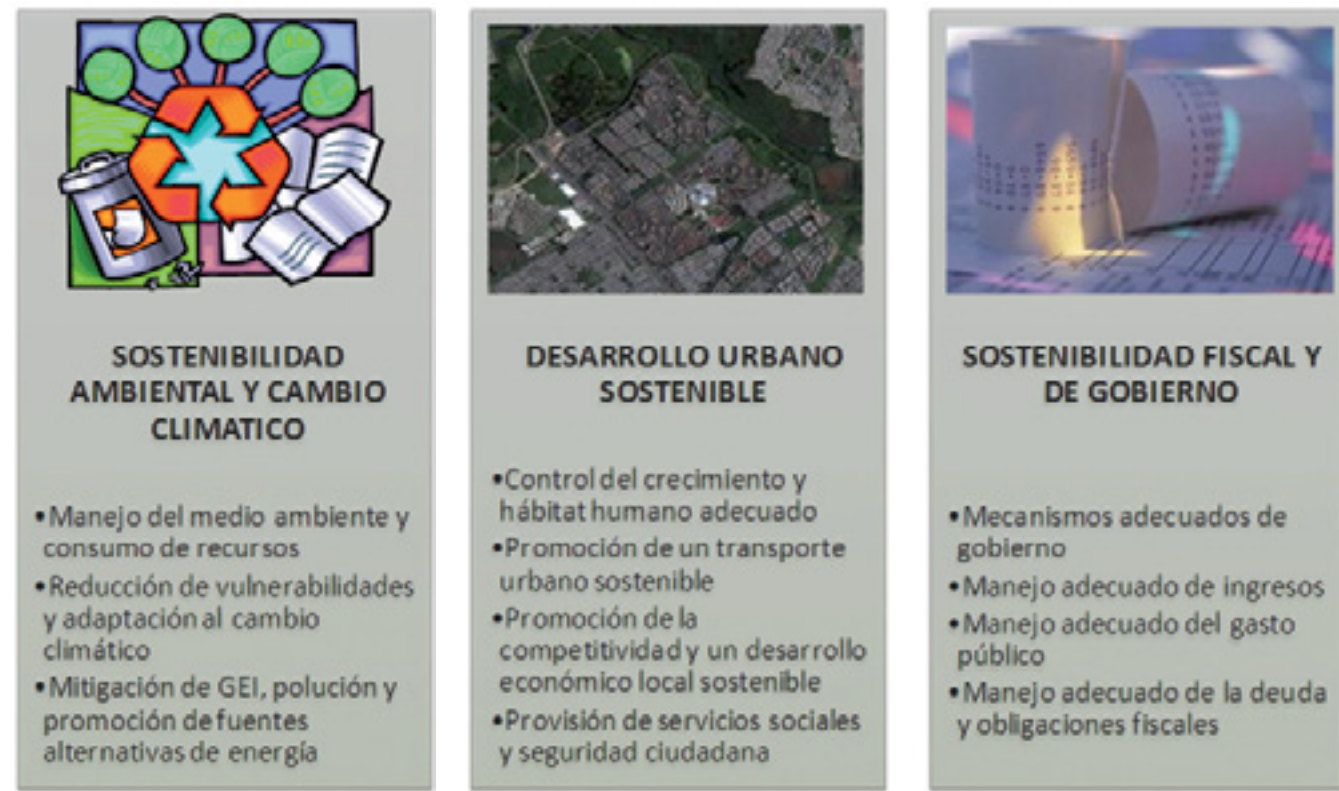 SOSTENIBILIDAD
AMBIENTAL Y CAMBIO
CLIMATICO
•Manejo del medio ambiente y
consumo de recursos
•Reducción de vulnerabilidades
y adaptación al cambio
climático
•Mitigación de GEI, polución y
promoción de fuentes
alternativas de energía
DESARROLLO URBANO
SOSTENIBLE
•Control del crecimiento y
hábitat humano adecuado
•Promoción de un transporte
urbano sostenible
•Promoción de la
competitividad y un desarrollo
económico local sostenible
•Provisión de servicios sociales
y seguridad ciudadana
SOSTENIBILIDAD FISCAL Y
DE GOBIERNO
•Mecanismos adecuados de
gobierno
•Manejo adecuado de ingresos
•Manejo adecuado del gasto
público
•Manejo adecuado de la deuda
y obligaciones fiscales